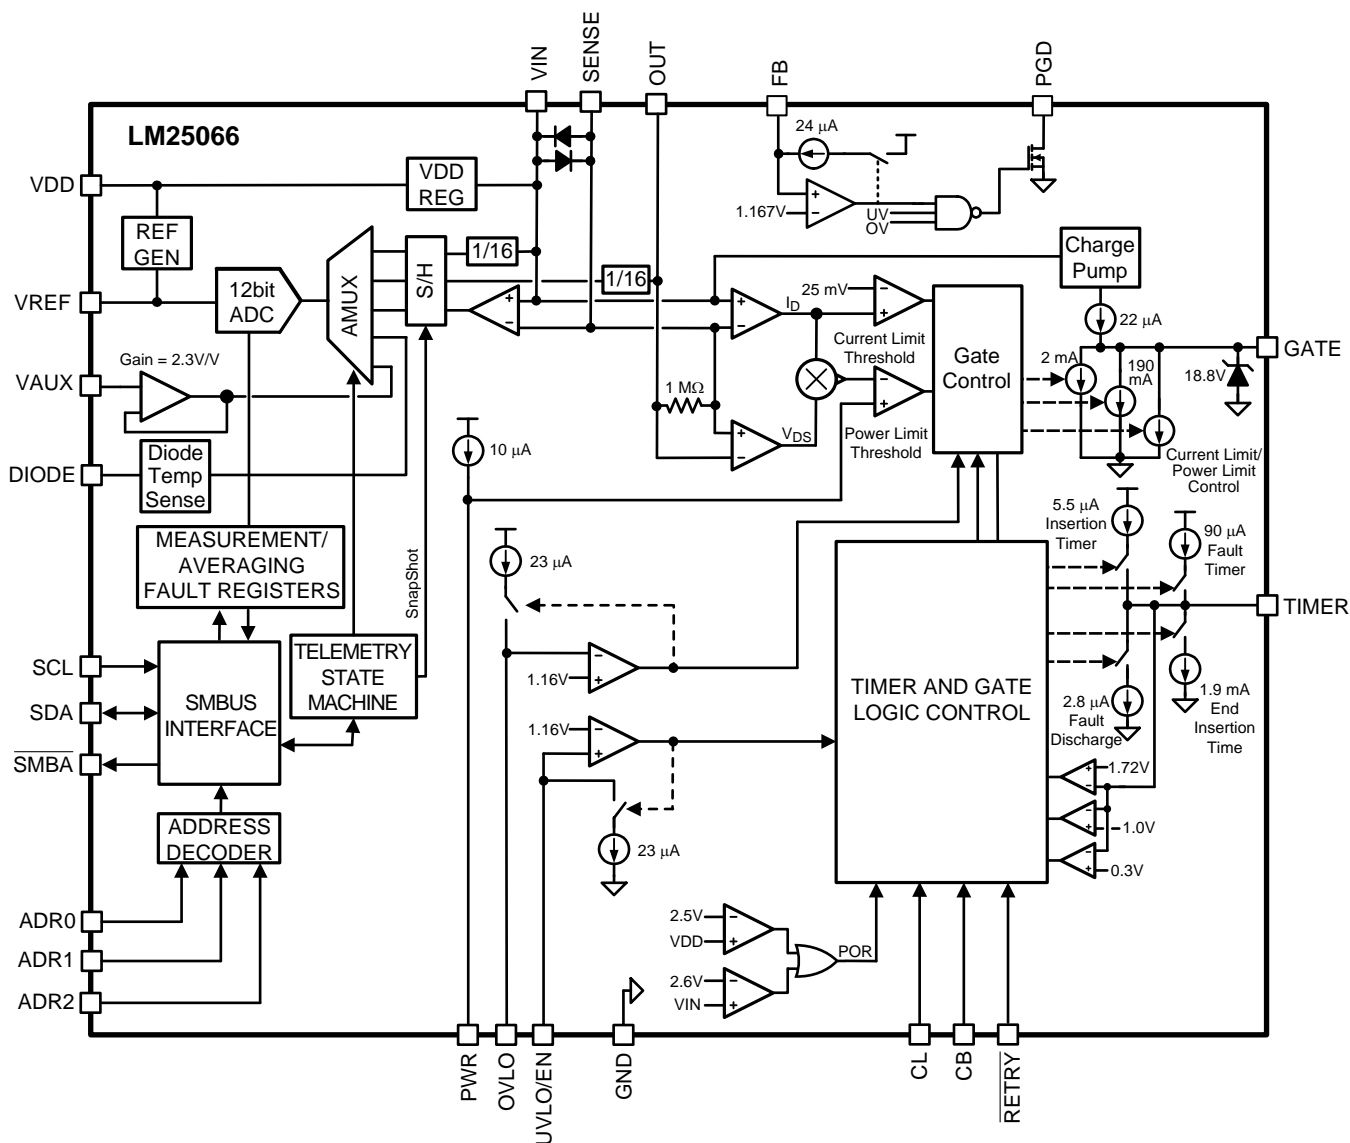 VIN
SENSE
OUT
FB
PGD
LM25066
24 μA
VDD
VDD
REG
1.167V
UV
OV
REF
GEN
1/16
Charge
Pump
VREF
12bit
ADC
AMUX
S/H
1/16
25 mV
I_D
22 μA
Current Limit
Threshold
Gate
Control
2 mA
190
mA
18.8V
GATE
Gain = 2.3V/V
VAUX
1 MΩ
V_DS
Power Limit
Threshold
Current Limit/
Power Limit
Control
10 μA
DIODE
Diode
Temp
Sense
5.5 μA
Insertion
Timer
90 μA
Fault
Timer
MEASUREMENT/
AVERAGING
FAULT REGISTERS
SnapShot
23 μA
TIMER
SCL
SDA
SMBA
SMBUS
INTERFACE
TELEMETRY
STATE
MACHINE
1.16V
1.16V
TIMER AND GATE
LOGIC CONTROL
2.8 μA
Fault
Discharge
1.9 mA
End
Insertion
Time
1.72V
1.0V
0.3V
ADDRESS
DECODER
23 μA
ADR0
ADR1
ADR2
2.5V
VDD
2.6V
VIN
POR
PWR
OVLO
UVLO/EN
GND
CL
CB
RETRY